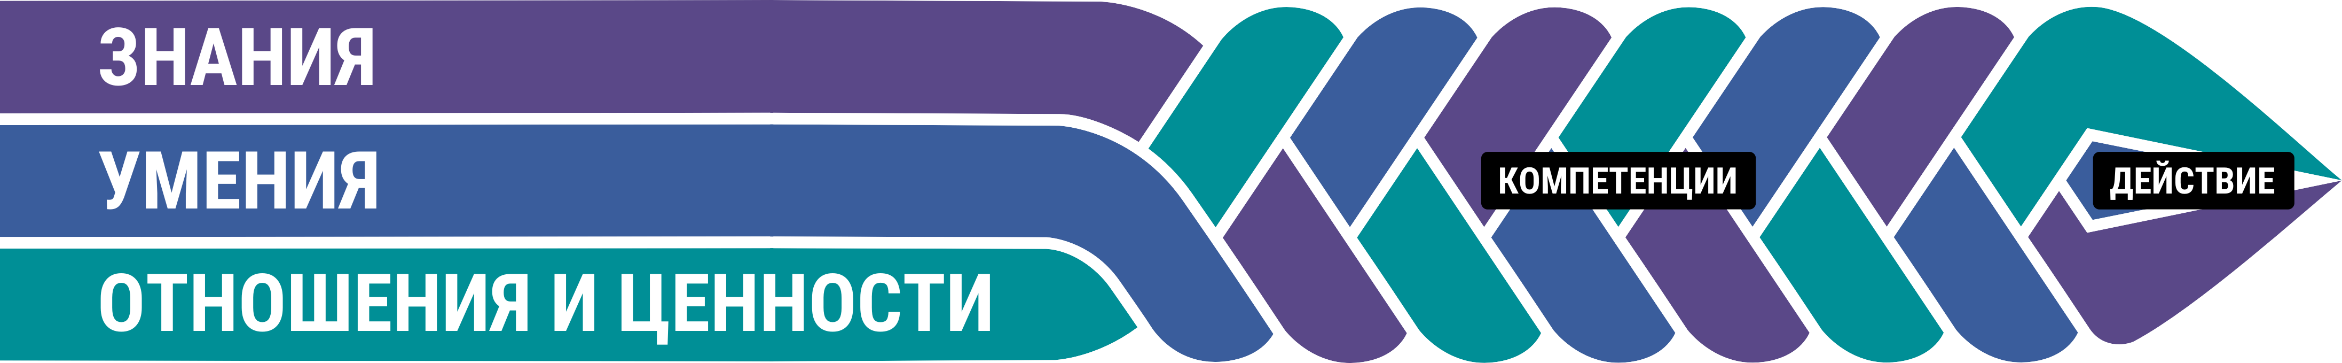 ЗНАНИЯ
УМЕНИЯ
ОТНОШЕНИЯ И ЦЕННОСТИ
КОМПЕТЕНЦИИ
ДЕЙСТВИЕ